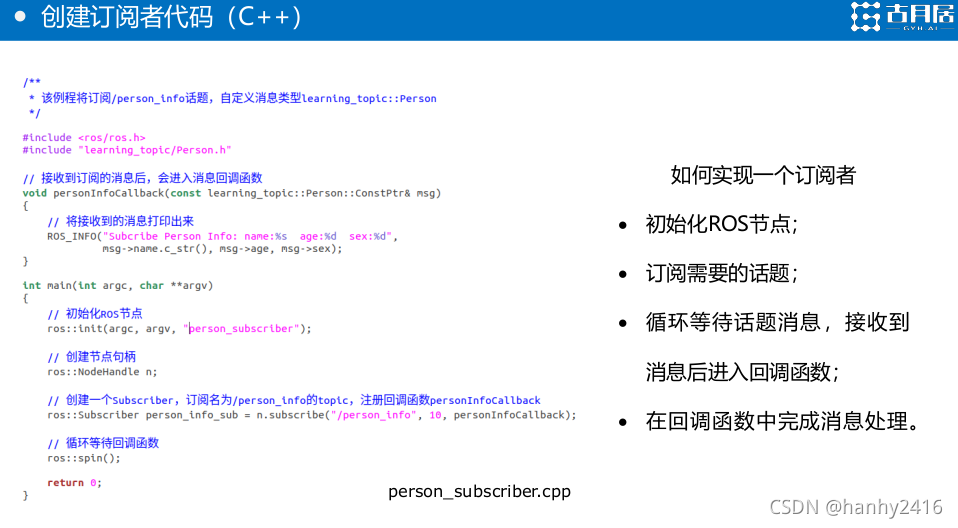 创建订阅者代码（C++）
古月居
GYH.AI
/**
 * 该例程将订阅/person_info话题，自定义消息类型learning_topic::Person
 */
#include <ros/ros.h>
#include "learning_topic/Person.h"
// 接收到订阅的消息后，会进入消息回调函数
void personInfoCallback(const learning_topic::Person::ConstPtr& msg)
{
    // 将接收到的消息打印出来
    ROS_INFO("Subcribe Person Info: name:%s  age:%d  sex:%d",
             msg->name.c_str(), msg->age, msg->sex);
}
int main(int argc, char **argv)
{
    // 初始化ROS节点
    ros::init(argc, argv, "person_subscriber");
    // 创建节点句柄
    ros::NodeHandle n;
    // 创建一个Subscriber，订阅名为/person_info的topic，注册回调函数personInfoCallback
    ros::Subscriber person_info_sub = n.subscribe("/person_info", 10, personInfoCallback);
    // 循环等待回调函数
    ros::spin();
    return 0;
}
person_subscriber.cpp
如何实现一个订阅者
• 初始化ROS节点；
• 订阅需要的话题；
• 循环等待话题消息，接收到
消息后进入回调函数；
• 在回调函数中完成消息处理。
CSDN @hanhy2416